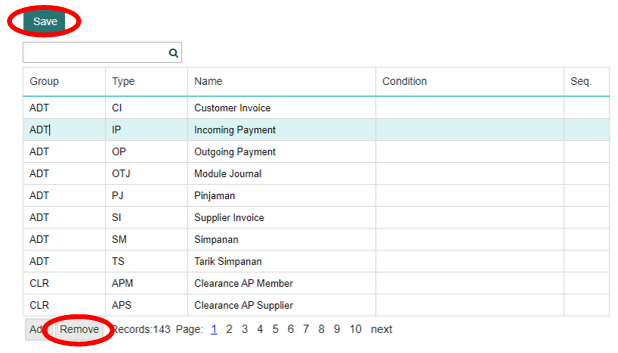 Save
Group Type Name Condition Seq.
ADT CI Customer Invoice
ADT IP Incoming Payment
ADT OP Outgoing Payment
ADT OTJ Module Journal
ADT PJ Pinjaman
ADT SI Supplier Invoice
ADT SM Simpanan
ADT TS Tarik Simpanan
CLR APM Clearance AP Member
CLR APS Clearance AP Supplier
Remove Records:143 Page: 1 2 3 4 5 6 7 8 9 10 next